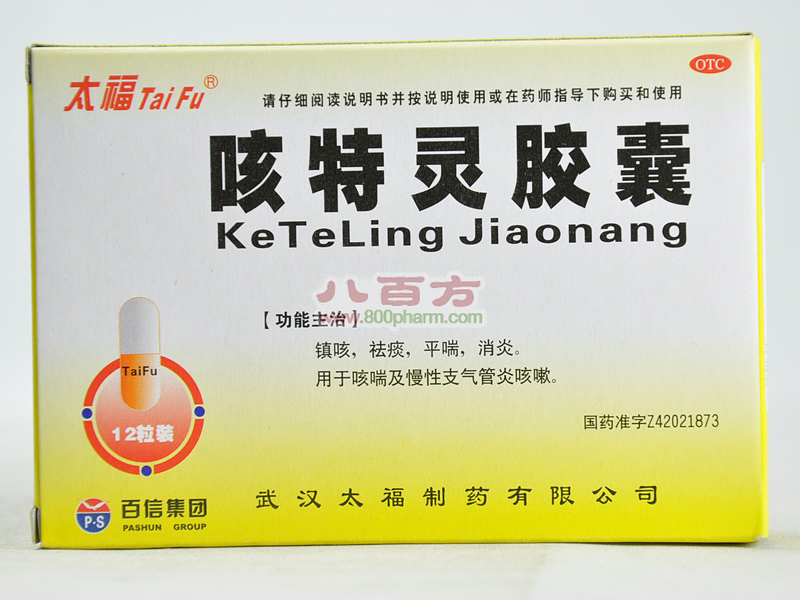 太福 TaiFu®
OTC
请仔细阅读说明书并按说明使用或在药师指导下购买和使用
咳特灵胶囊
KeTeLing Jiaonang
八百方
www.800pharm.com
【功能主治】
镇咳，祛痰，平喘，消炎。
用于咳喘及慢性支气管炎咳嗽。
TaiFu
12粒装
国药准字Z42021873
P·S
百信集团
PASHUN GROUP
武汉太福制药有限公司